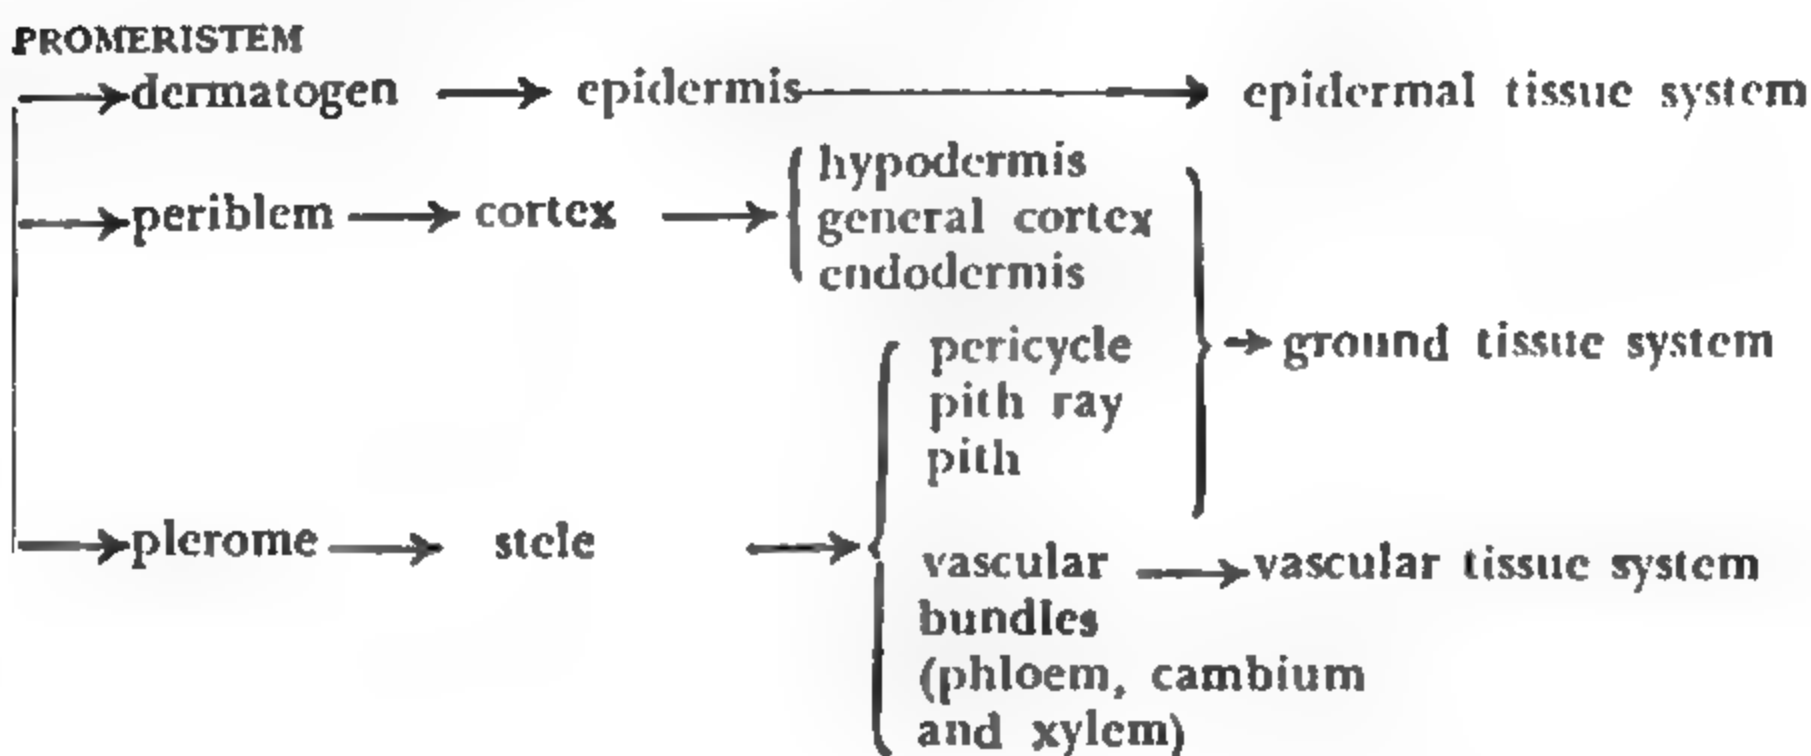 PROMERISTEM
dermatogen epidermis epidermal tissue system
hypodermis
periblem cortex general cortex
endodermis
pericycle ground tissue system
pith ray
pith
plerome stele
vascular vascular tissue system
bundles
(phloem, cambium
and xylem)